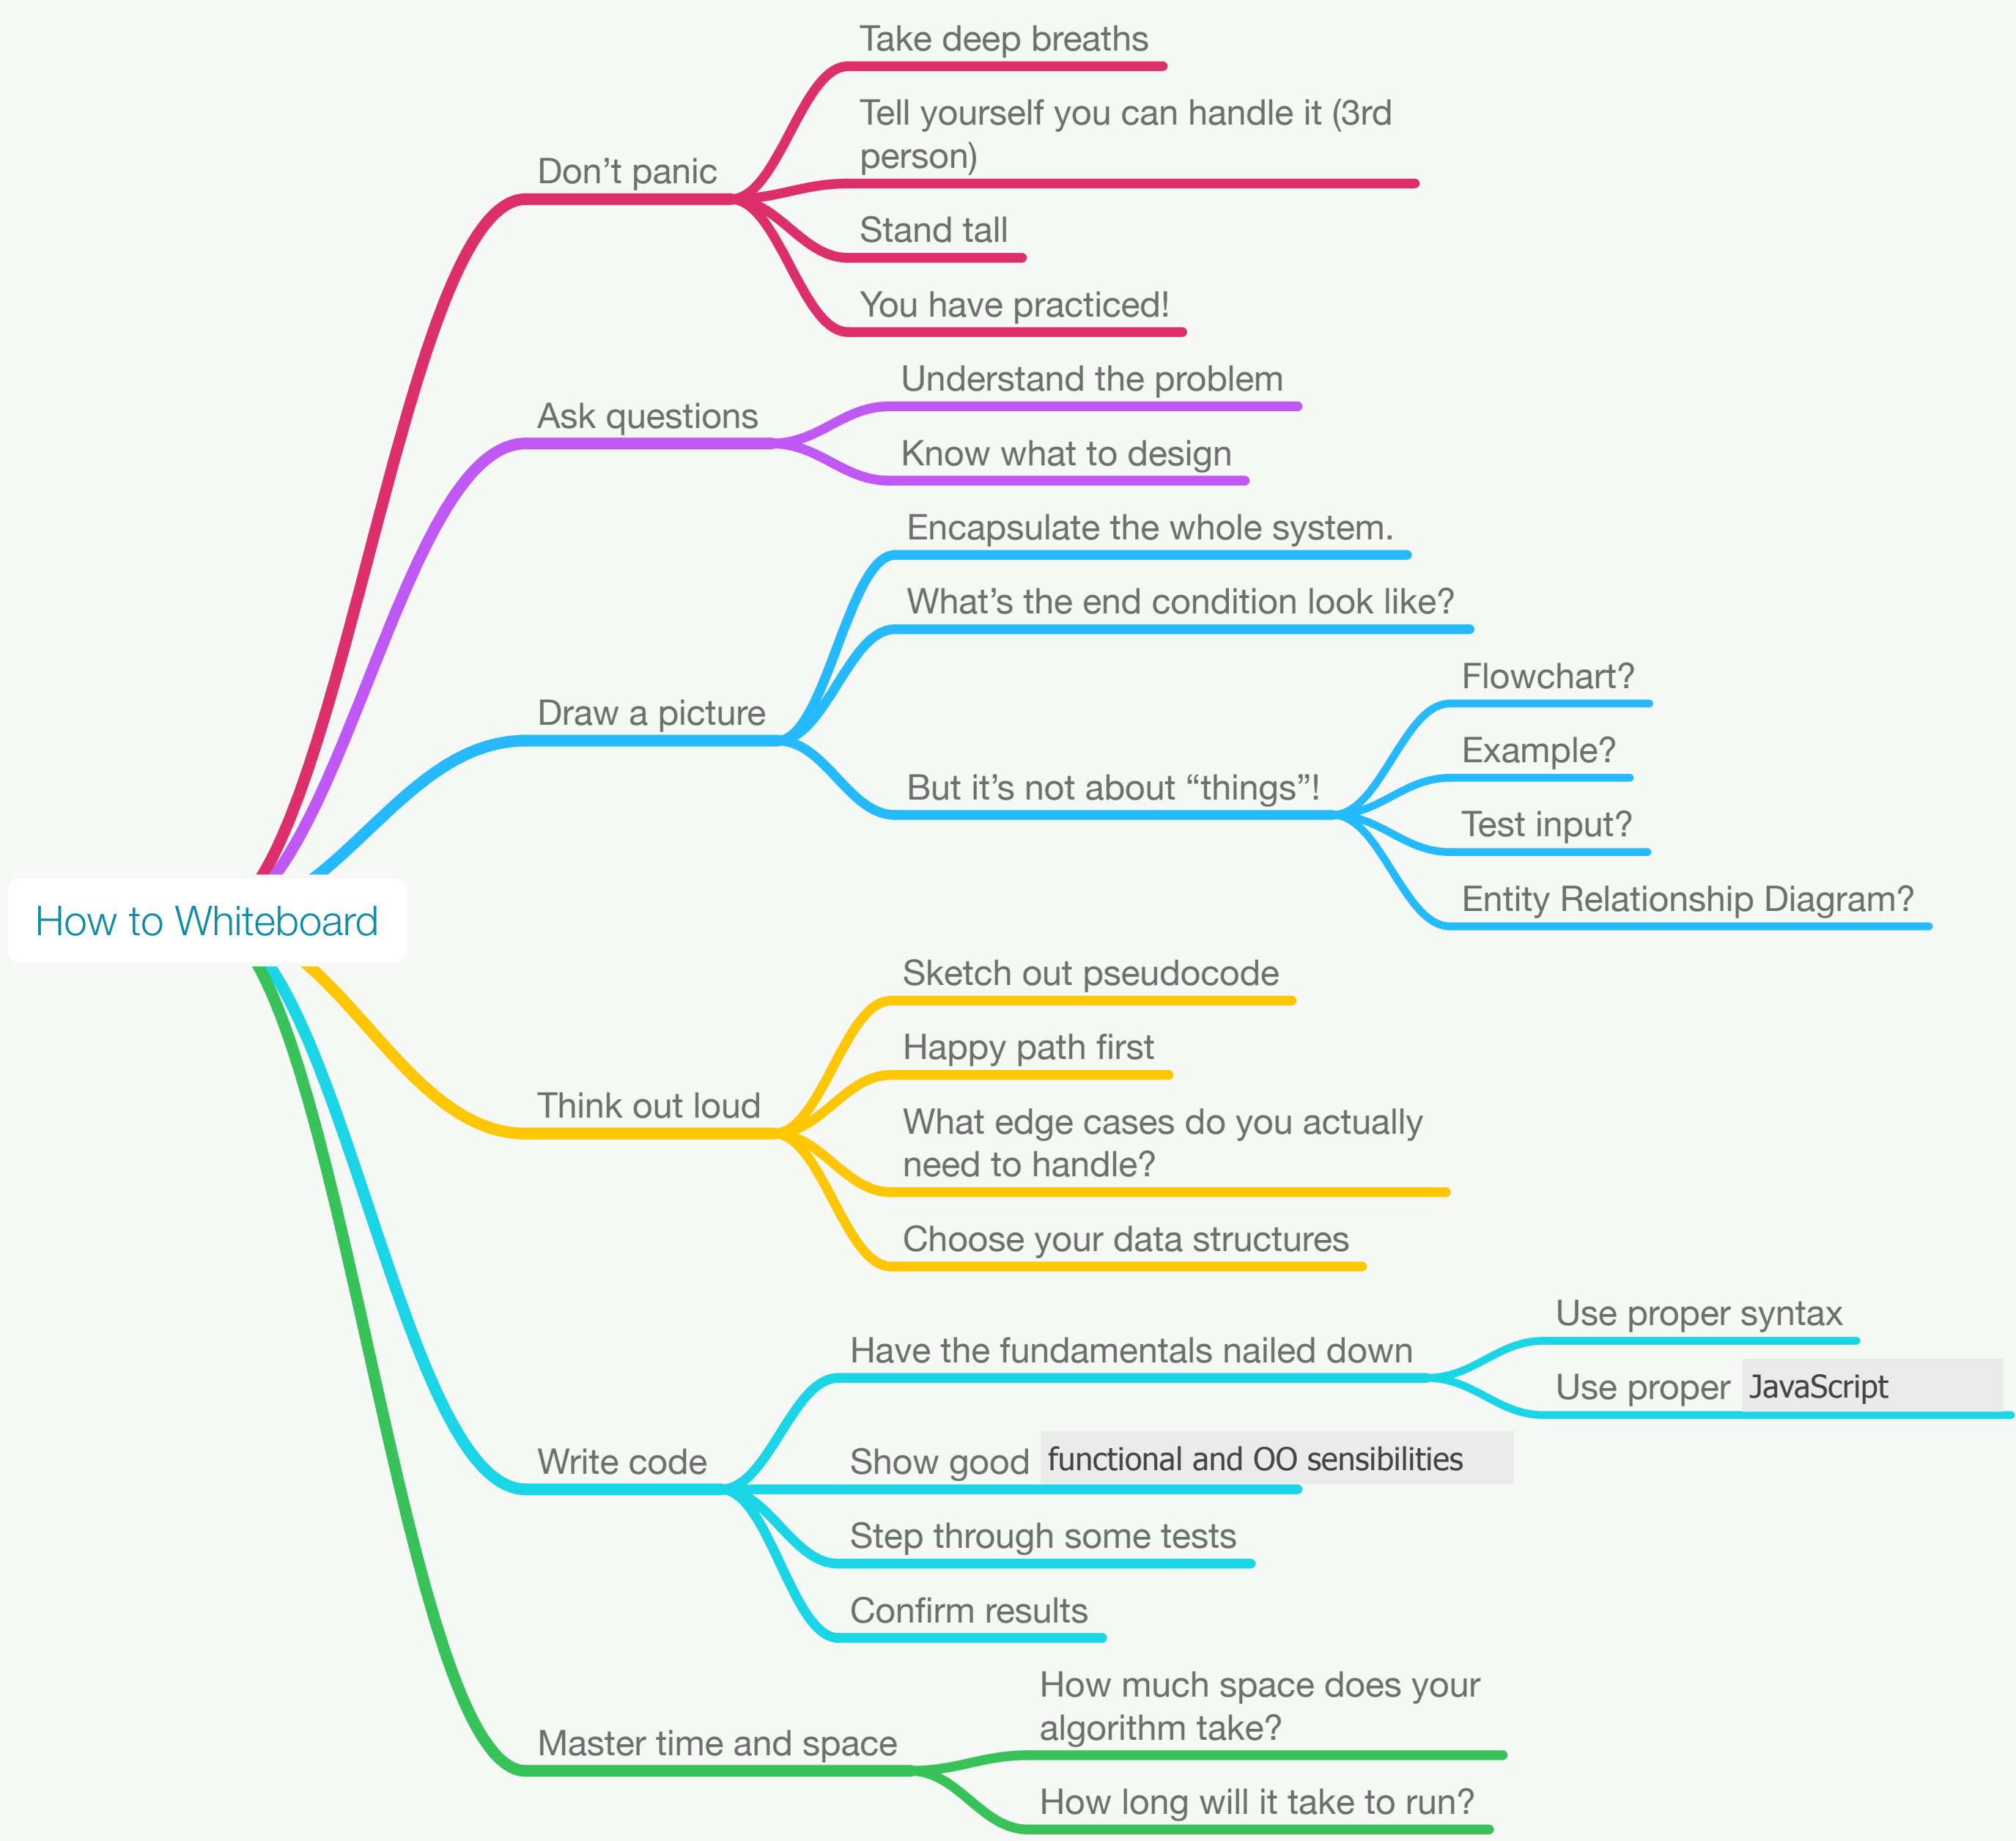 Take deep breaths
Tell yourself you can handle it (3rd
person)
Don’t panic
Stand tall
You have practiced!
Understand the problem
Ask questions
Know what to design
Encapsulate the whole system.
What’s the end condition look like?
Flowchart?
Draw a picture
Example?
But it’s not about “things”!
Test input?
Entity Relationship Diagram?
How to Whiteboard
Sketch out pseudocode
Happy path first
Think out loud
What edge cases do you actually
need to handle?
Choose your data structures
Use proper syntax
Have the fundamentals nailed down
Use proper JavaScript
Write code
Show good functional and OO sensibilities
Step through some tests
Confirm results
How much space does your
algorithm take?
Master time and space
How long will it take to run?